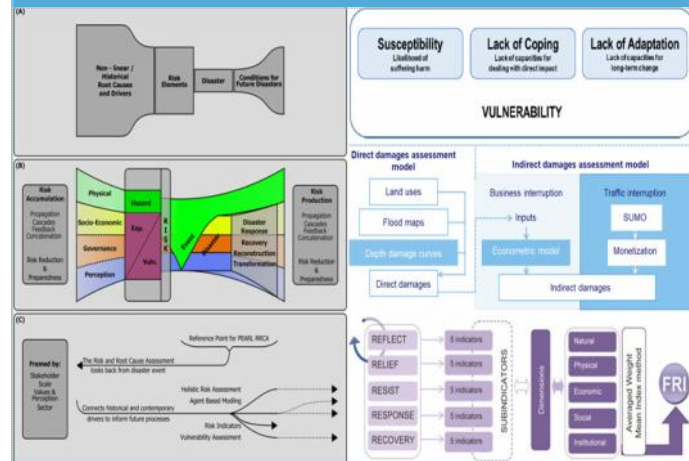 (A)
Non - linear /
Historical
Root Causes
and Drivers
Risk
Elements
Disaster
Conditions for
Future Disasters
Susceptibility
Likelihood of
suffering harm
Lack of Coping
Lack of capacities for
dealing with direct impact
Lack of Adaptation
Lack of capacities for
long-term change
VULNERABILITY
(B)
Risk
Accumulation
Propagation
Cascades
Feedback
Concatenation
Risk Reduction
&
Preparedness
Physical
Socio-Economic
Governance
Perception
Hazard
Exp.
Vuln.
R
I
S
K
Event
Disaster
Response
Recovery
Reconstruction
Transformation
Risk
Production
Propagation
Cascades
Feedback
Concatenation
Risk Reduction
&
Preparedness
Direct damages assessment
model
Land uses
Flood maps
Depth damage curves
Direct damages
Indirect damages assessment model
Business interruption
Inputs
Econometric model
Traffic interruption
SUMO
Monetization
Indirect damages
(C)
Framed by:
Stakeholder
Scale
Values &
Perception
Sector
Reference Point for PEARL RRCA
The Risk and Root Cause Assessment
looks back from disaster event
Connects historical and contemporary
drivers to inform future processes
Holistic Risk Assessment
Agent Based Modling
Risk Indicators
Vulnerability Assessment
REFLECT
RELIEF
RESIST
RESPONSE
RECOVERY
5 indicators
5 indicators
5 indicators
5 indicators
5 indicators
SUBINDICATORS
Dimensions
Natural
Physical
Economic
Social
Institutional
Averaged Weight
Mean Index method
FRI